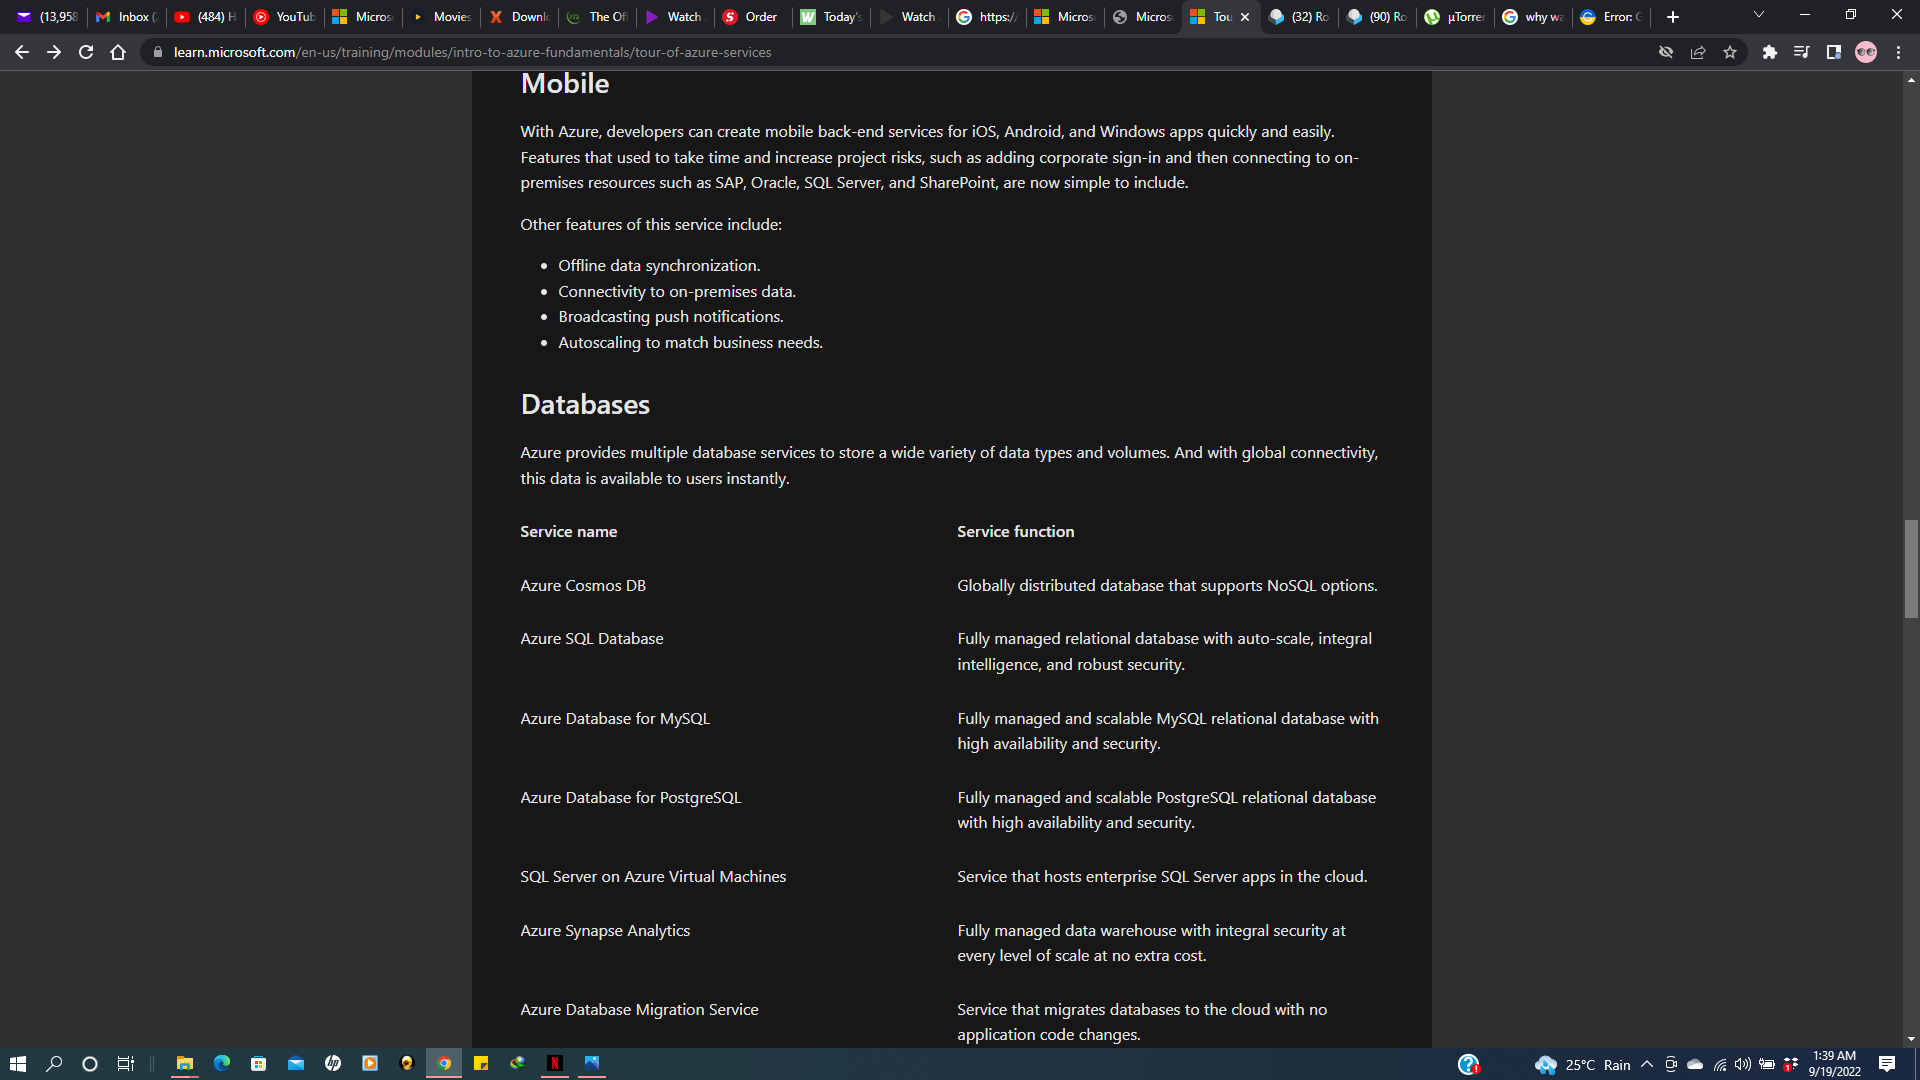 (13,958
Inbox (
(484) H
YouTub
Micros
Movies
Downl
The Of
Watch
Order
Today's
Watch
https:/
Micros
Micros
Tou
(32) Ro
(90) Ro
µTorre
why wa
Error: G
learn.microsoft.com/en-us/training/modules/intro-to-azure-fundamentals/tour-of-azure-services
Mobile
With Azure, developers can create mobile back-end services for iOS, Android, and Windows apps quickly and easily.
Features that used to take time and increase project risks, such as adding corporate sign-in and then connecting to on-
premises resources such as SAP, Oracle, SQL Server, and SharePoint, are now simple to include.
Other features of this service include:
• Offline data synchronization.
• Connectivity to on-premises data.
• Broadcasting push notifications.
• Autoscaling to match business needs.
Databases
Azure provides multiple database services to store a wide variety of data types and volumes. And with global connectivity,
this data is available to users instantly.
Service name
Service function
Azure Cosmos DB
Globally distributed database that supports NoSQL options.
Azure SQL Database
Fully managed relational database with auto-scale, integral
intelligence, and robust security.
Azure Database for MySQL
Fully managed and scalable MySQL relational database with
high availability and security.
Azure Database for PostgreSQL
Fully managed and scalable PostgreSQL relational database
with high availability and security.
SQL Server on Azure Virtual Machines
Service that hosts enterprise SQL Server apps in the cloud.
Azure Synapse Analytics
Fully managed data warehouse with integral security at
every level of scale at no extra cost.
Azure Database Migration Service
Service that migrates databases to the cloud with no
application code changes.
25°C Rain
1:39 AM
9/19/2022